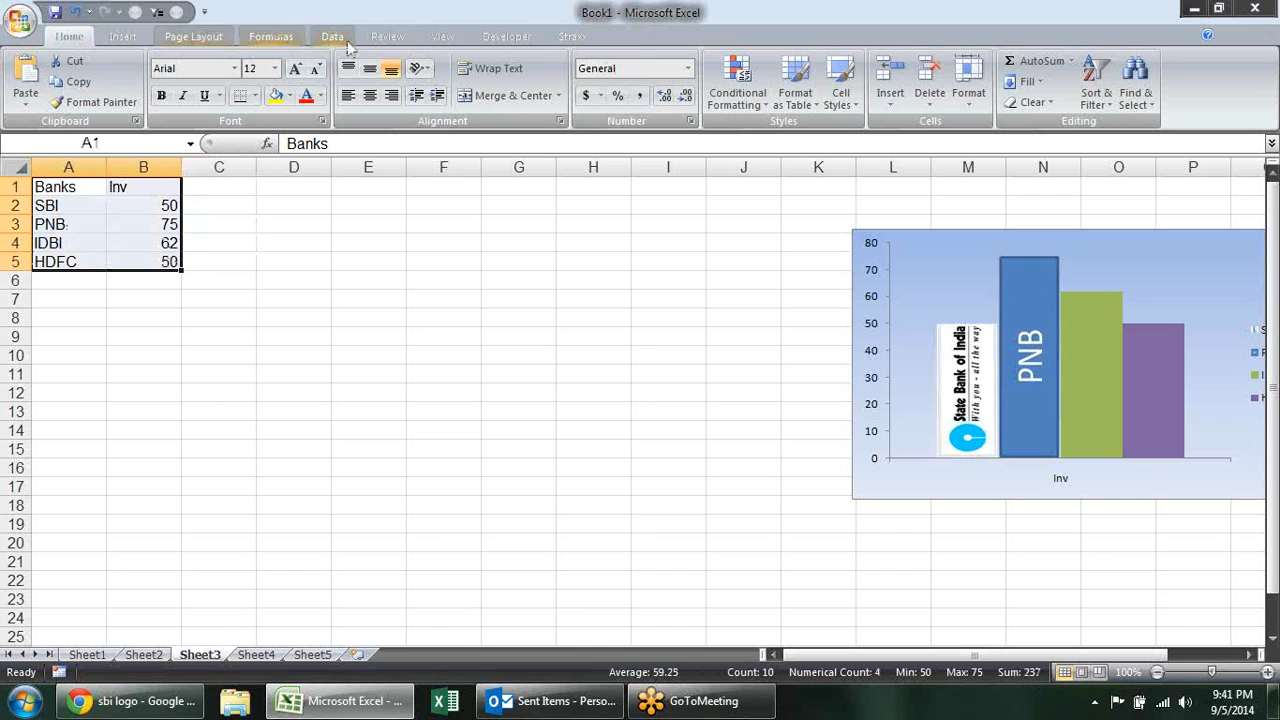 Book1 - Microsoft Excel
Home Insert Page Layout Formulas Data Review View Developer
Paste Cut Copy Format Painter
Clipboard
Arial 12
B I U A
Font
Wrap Text
Merge & Center
Alignment
General
$ % ,
Number
Conditional Formatting Format as Table Cell Styles
Styles
Insert Delete Format
Cells
AutoSum Fill Clear Sort & Filter Find & Select
Editing
A1 fx Banks
A B C D E F G H I J K L M N O P
1 Banks Inv
2 SBI 50
3 PNB 75
4 IDBI 62
5 HDFC 50
6
7
8
9
10
11
12
13
14
15
16
17
18
19
20
21
22
23
24
25
80
70
60
50
40
30
20
10
0
State Bank of India
With you - all the way
PNB
Inv
Sheet1 Sheet2 Sheet3 Sheet4 Sheet5
Ready Average: 59.25 Count: 10 Numerical Count: 4 Min: 50 Max: 75 Sum: 237 100%
sbi logo - Google ... Microsoft Excel - ... Sent Items - Perso... GoToMeeting
9:41 PM
9/5/2014